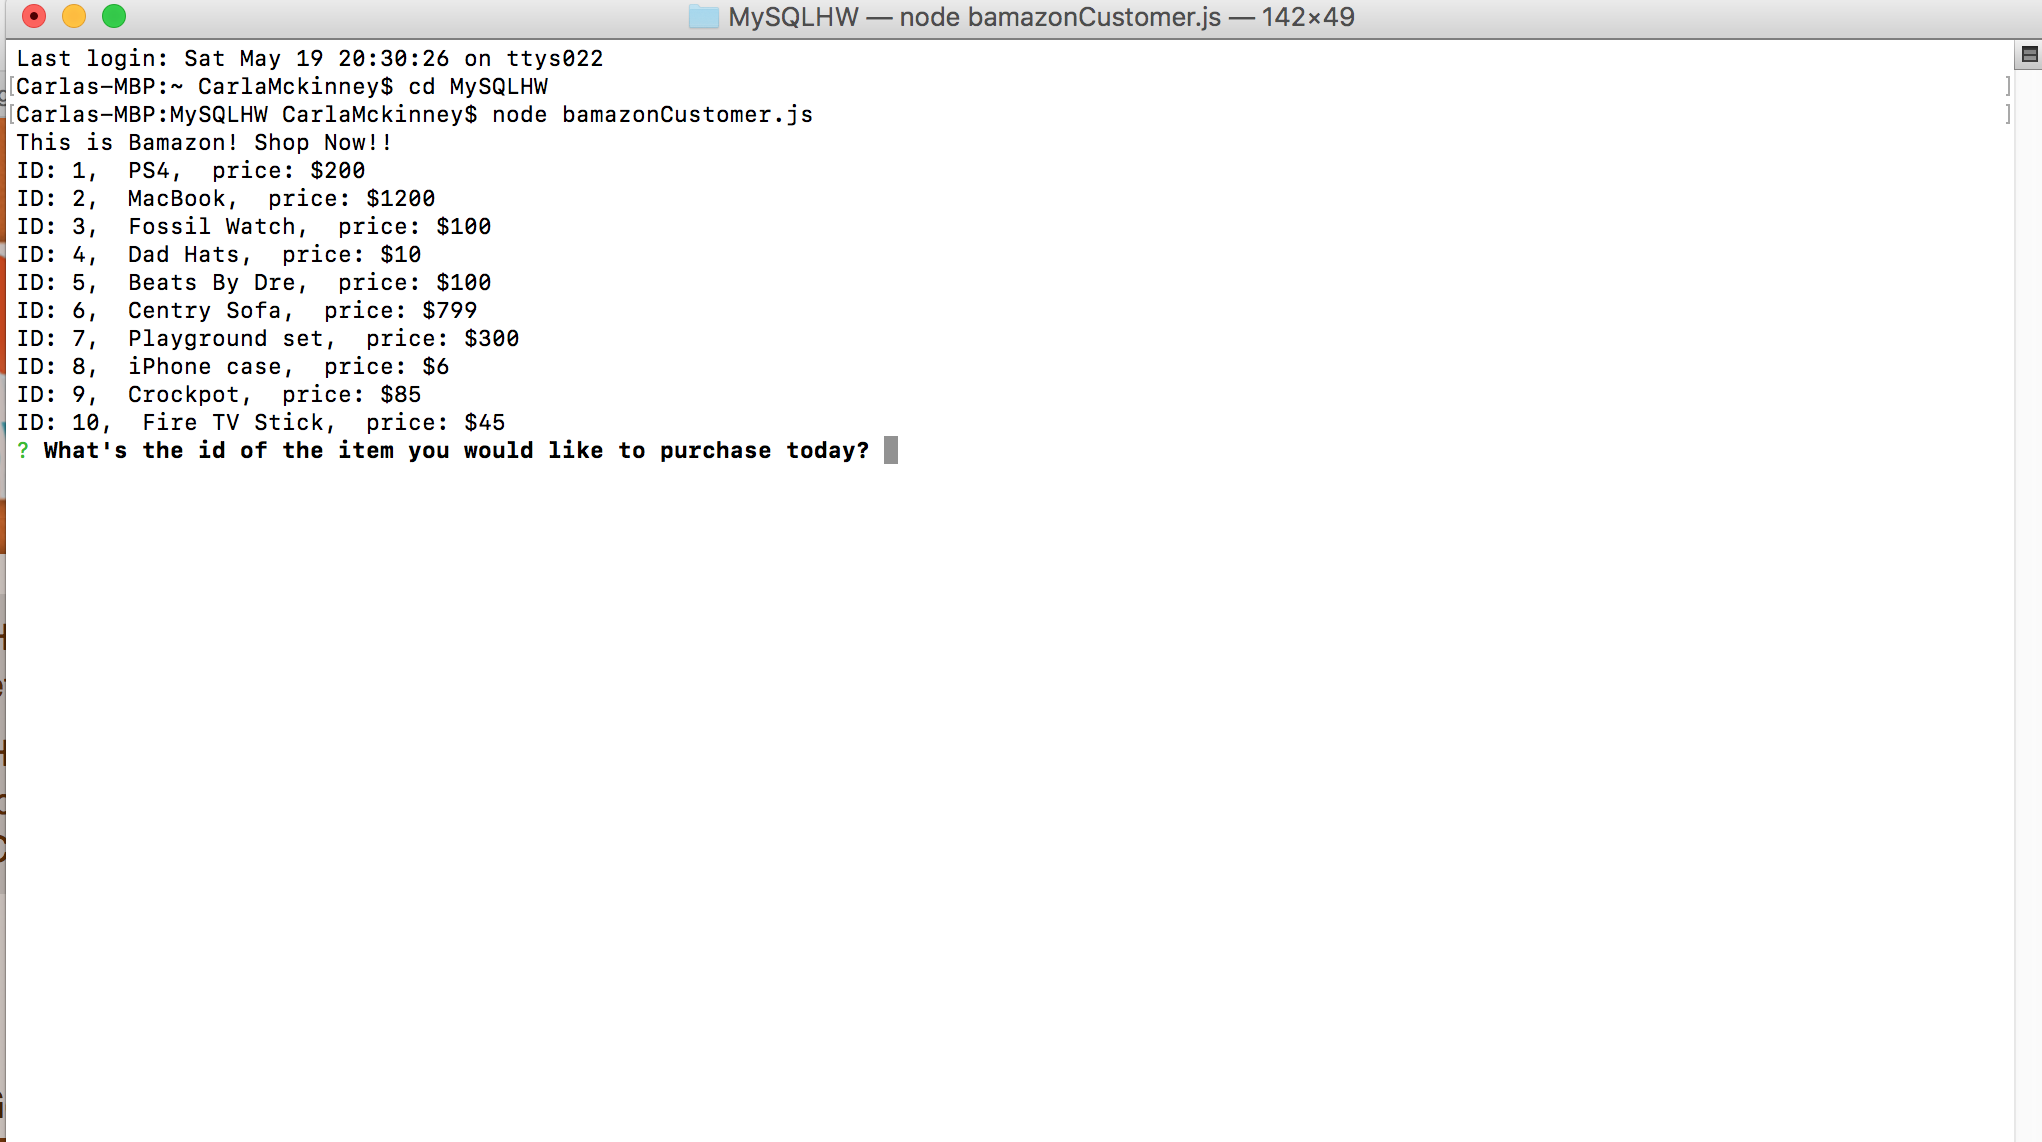 MySQLHW — node bamazonCustomer.js — 142×49
Last login: Sat May 19 20:30:26 on ttys022
[Carlas-MBP:~ CarlaMckinney$ cd MySQLHW ]
[Carlas-MBP:MySQLHW CarlaMckinney$ node bamazonCustomer.js ]
This is Bamazon! Shop Now!!
ID: 1,  PS4,  price: $200
ID: 2,  MacBook,  price: $1200
ID: 3,  Fossil Watch,  price: $100
ID: 4,  Dad Hats,  price: $10
ID: 5,  Beats By Dre,  price: $100
ID: 6,  Centry Sofa,  price: $799
ID: 7,  Playground set,  price: $300
ID: 8,  iPhone case,  price: $6
ID: 9,  Crockpot,  price: $85
ID: 10,  Fire TV Stick,  price: $45
? What's the id of the item you would like to purchase today?